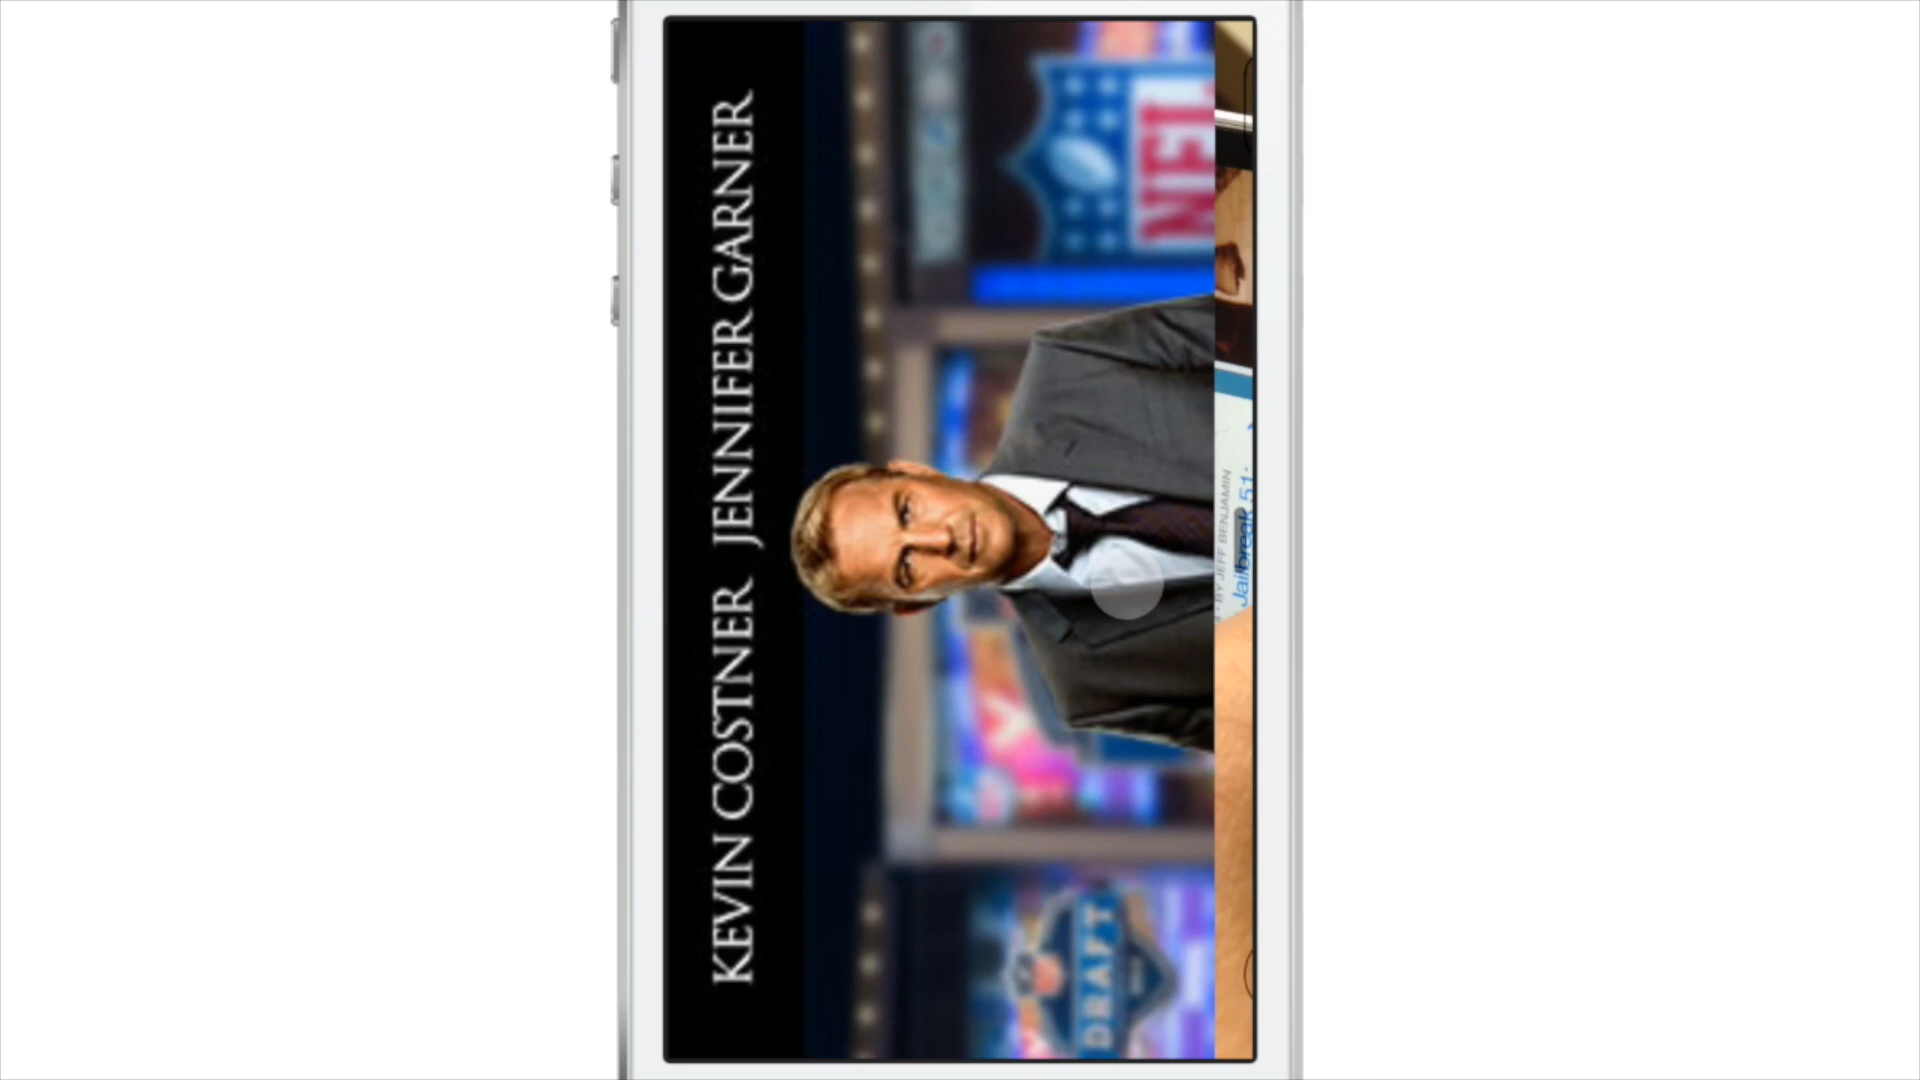 KEVIN COSTNER JENNIFER GARNER
NFL
DRAFT
BY JEFF BENJAMIN
Jailbreak 51: